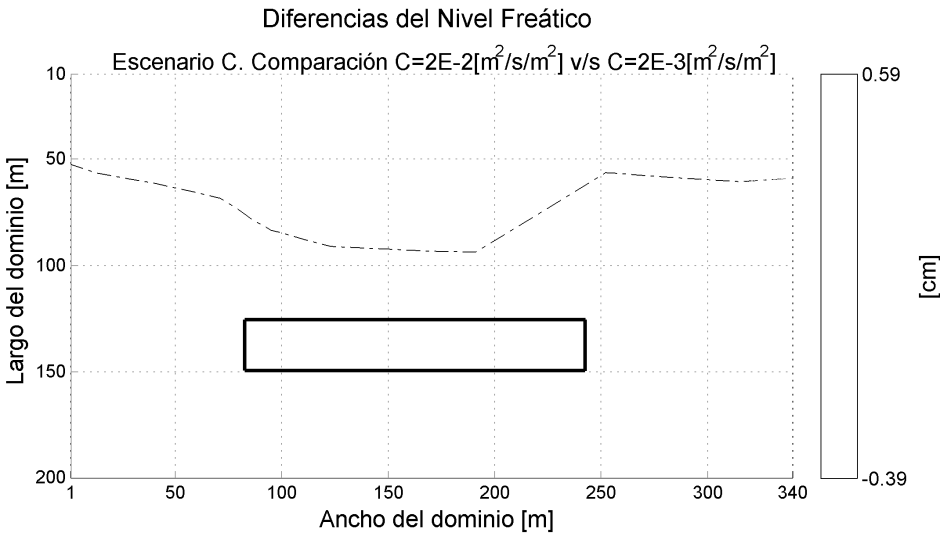 Diferencias del Nivel Freático
Escenario C. Comparación C=2E-2[m²/s/m²] v/s C=2E-3[m²/s/m²]
10
50
100
150
200
Largo del dominio [m]
1 50 100 150 200 250 300 340
Ancho del dominio [m]
0.59
-0.39
[cm]